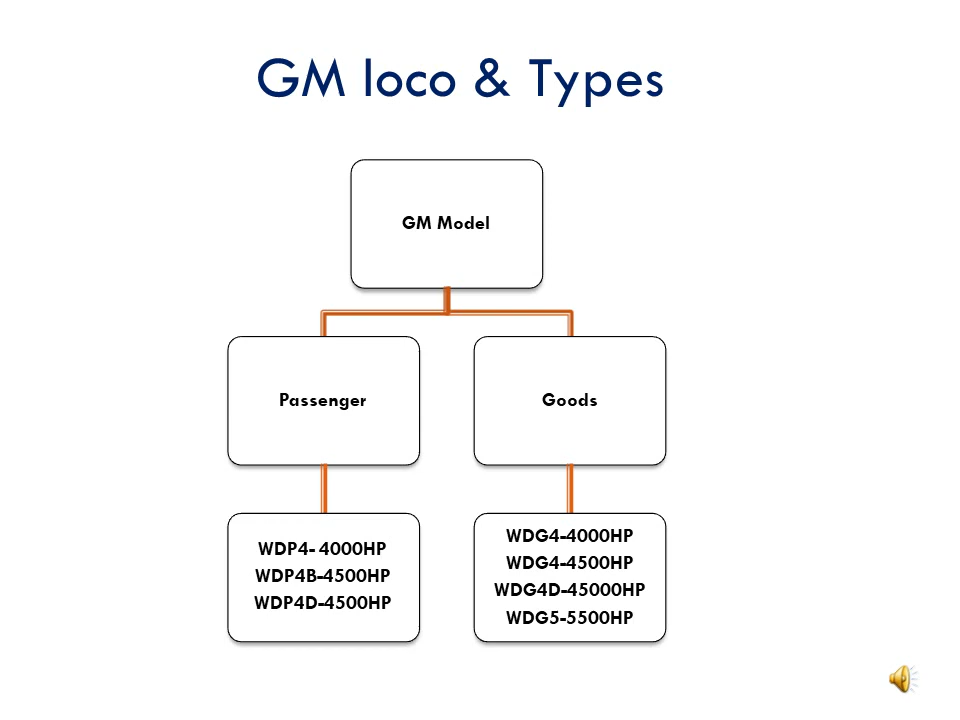 GM loco & Types
GM Model
Passenger
Goods
WDP4- 4000HP
WDP4B-4500HP
WDP4D-4500HP
WDG4-4000HP
WDG4-4500HP
WDG4D-45000HP
WDG5-5500HP